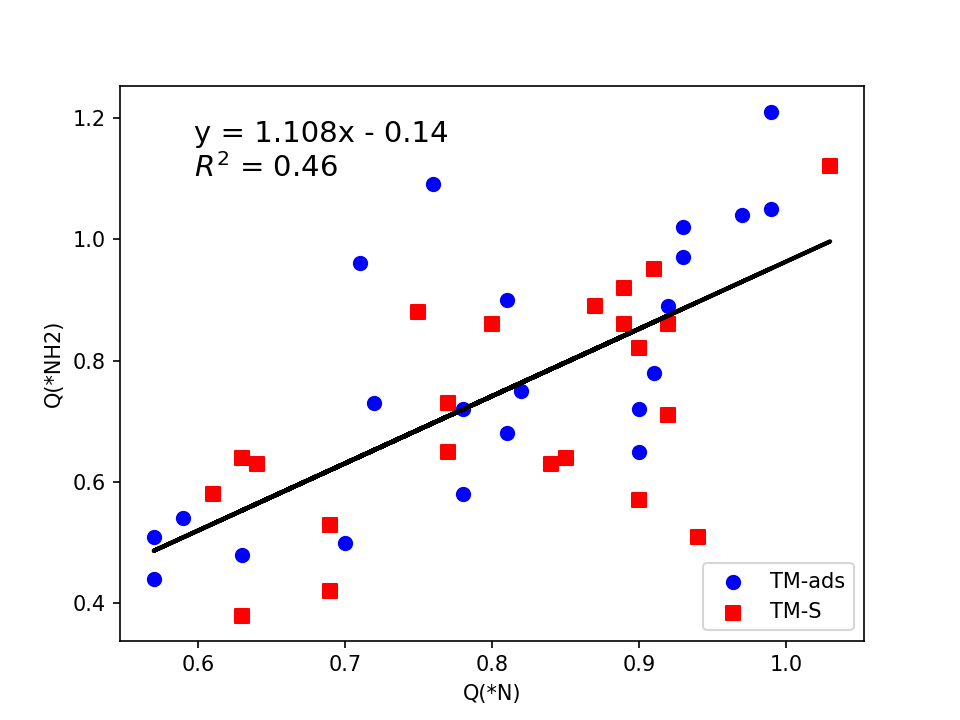 y = 1.108x - 0.14
R² = 0.46
1.2
1.0
0.8
0.6
0.4
Q(*NH2)
TM-ads
TM-S
0.6 0.7 0.8 0.9 1.0
Q(*N)